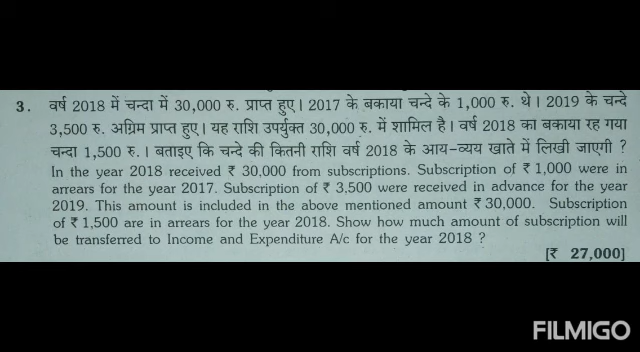 3. वर्ष 2018 में चन्दा में 30,000 रु. प्राप्त हुए। 2017 के बकाया चन्दे के 1,000 रु. थे। 2019 के चन्दे
3,500 रु. अग्रिम प्राप्त हुए। यह राशि उपर्युक्त 30,000 रु. में शामिल है। वर्ष 2018 का बकाया रह गया
चन्दा 1,500 रु.। बताइए कि चन्दे की कितनी राशि वर्ष 2018 के आय-व्यय खाते में लिखी जाएगी ?
In the year 2018 received ₹ 30,000 from subscriptions. Subscription of ₹ 1,000 were in
arrears for the year 2017. Subscription of ₹ 3,500 were received in advance for the year
2019. This amount is included in the above mentioned amount ₹ 30,000. Subscription
of ₹ 1,500 are in arrears for the year 2018. Show how much amount of subscription will
be transferred to Income and Expenditure A/c for the year 2018 ?
[₹ 27,000]
FILMIGO